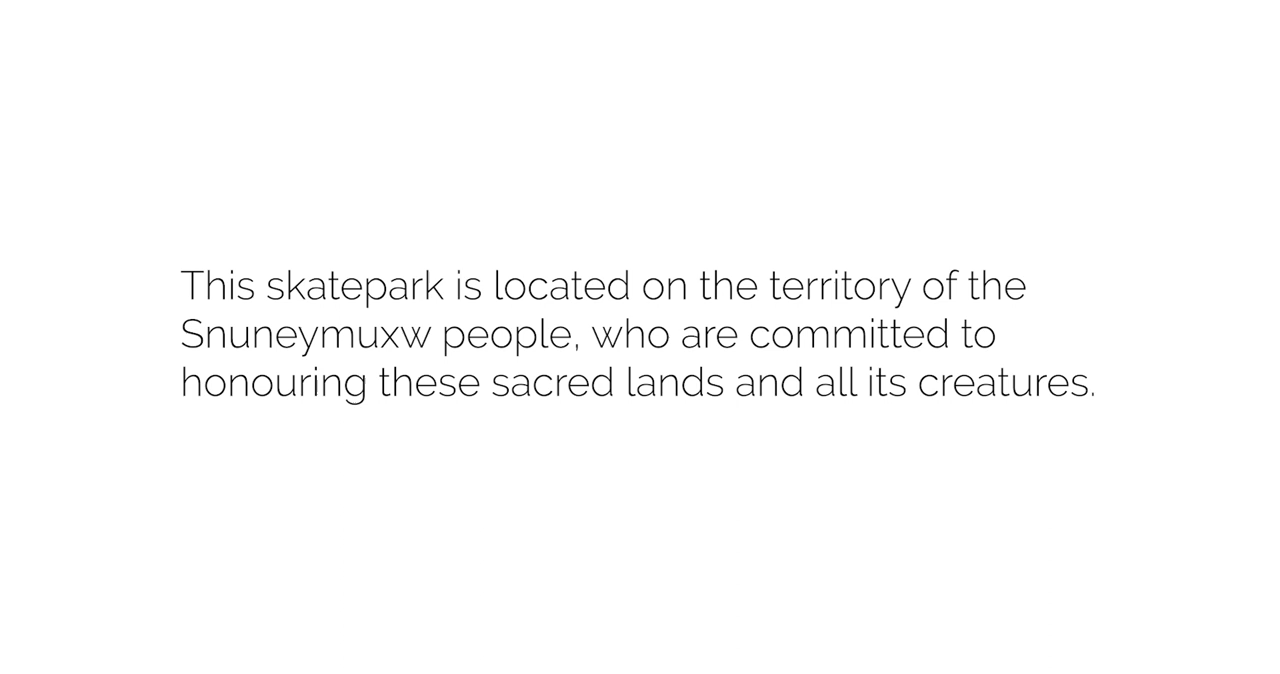 This skatepark is located on the territory of the
Snuneymuxw people, who are committed to
honouring these sacred lands and all its creatures.